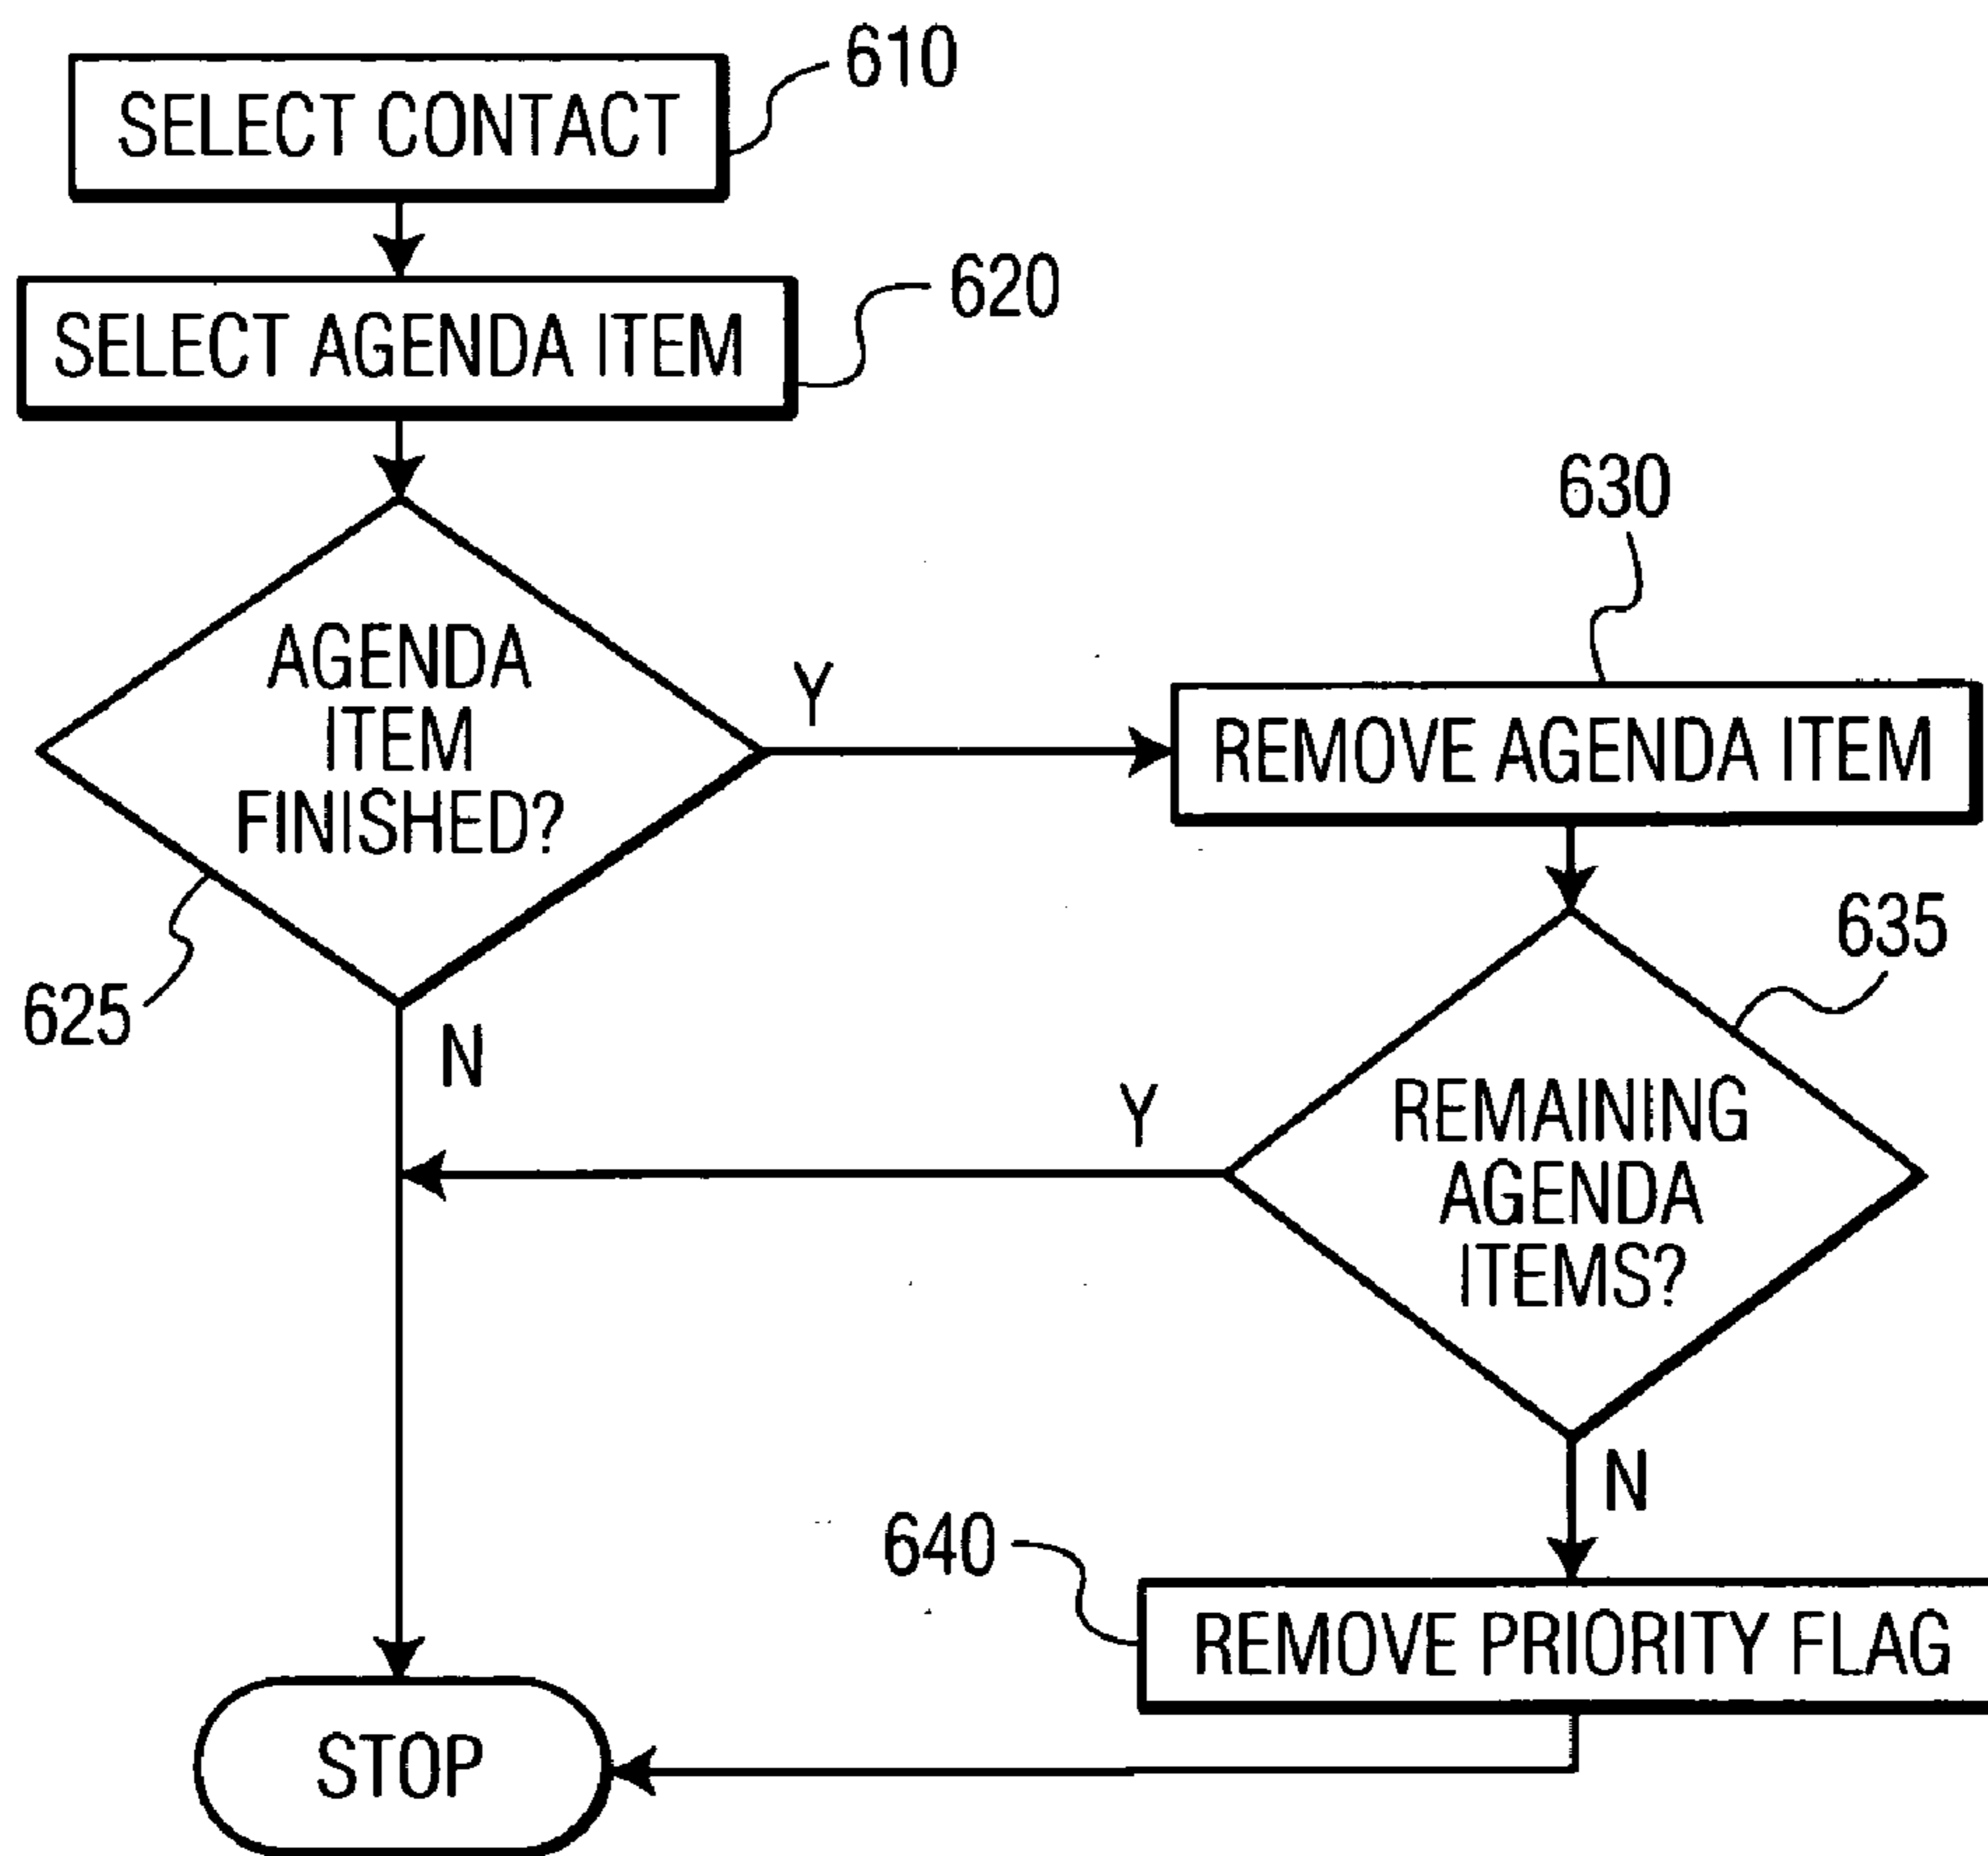 610
SELECT CONTACT
620
SELECT AGENDA ITEM
630
AGENDA
ITEM
FINISHED?
Y
REMOVE AGENDA ITEM
635
625
N
Y
REMAINING
AGENDA
ITEMS?
N
640
REMOVE PRIORITY FLAG
STOP